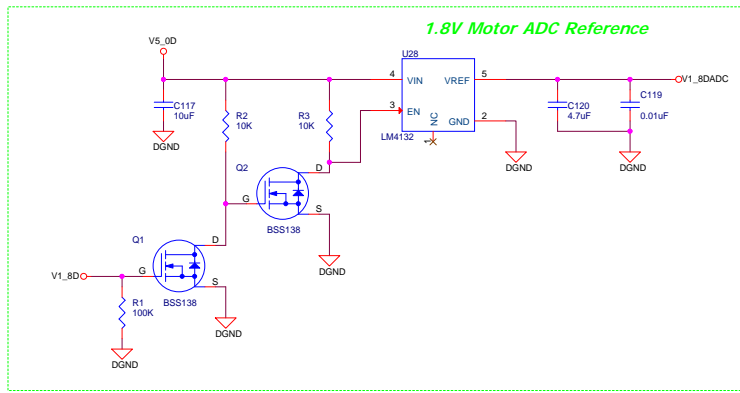 1.8V Motor ADC Reference
V5_0D
U28
4
VIN
VREF
5
V1_8DADC
C117
10uF
R2
10K
R3
10K
3
EN
GND
2
NC
1
LM4132
C120
4.7uF
C119
0.01uF
DGND
DGND
DGND
Q2
D
G
S
BSS138
DGND
Q1
D
V1_8D
G
S
BSS138
R1
100K
DGND
DGND